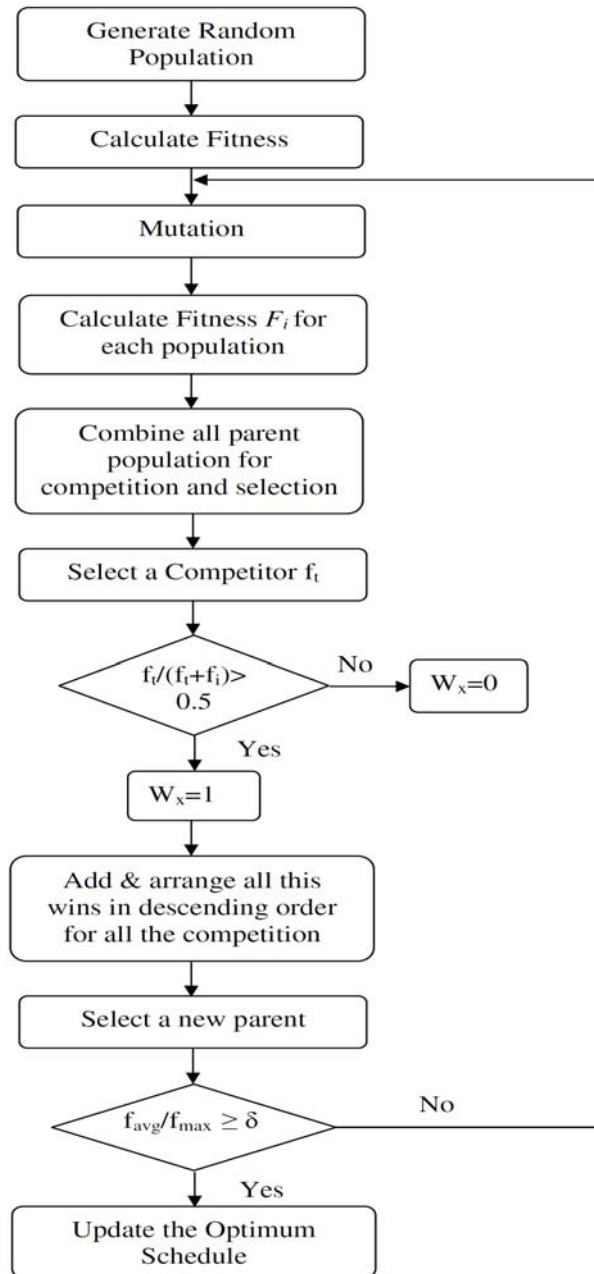 Generate Random
Population
Calculate Fitness
Mutation
Calculate Fitness Fi for
each population
Combine all parent
population for
competition and selection
Select a Competitor ft
ft/(ft+fi)>
0.5
No
Wx=0
Yes
Wx=1
Add & arrange all this
wins in descending order
for all the competition
Select a new parent
favg/fmax ≥ δ
No
Yes
Update the Optimum
Schedule